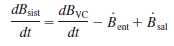 dB_sist/dt = dB_VC/dt − Ḃ_ent + Ḃ_sal